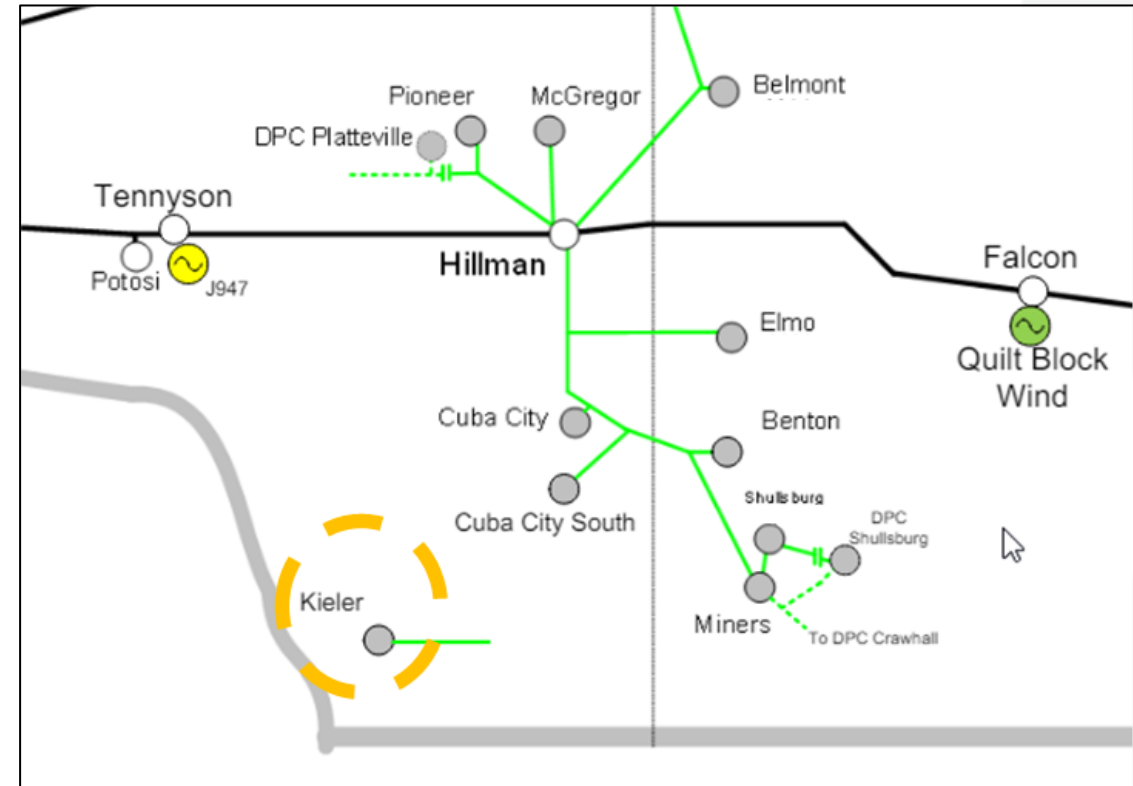 Belmont
Pioneer
McGregor
DPC Platteville
Tennyson
Potosi
J947
Hillman
Falcon
Quilt Block
Wind
Elmo
Cuba City
Benton
Cuba City South
Shullsburg
DPC
Shullsburg
Kieler
Miners
To DPC Crawhall